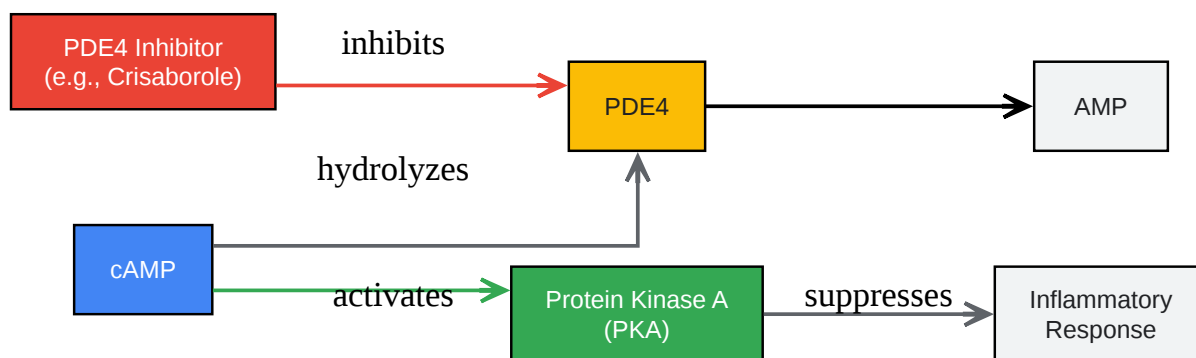 PDE4 Inhibitor
(e.g., Crisaborole)
inhibits
PDE4
AMP
hydrolyzes
cAMP
activates
Protein Kinase A
(PKA)
suppresses
Inflammatory
Response